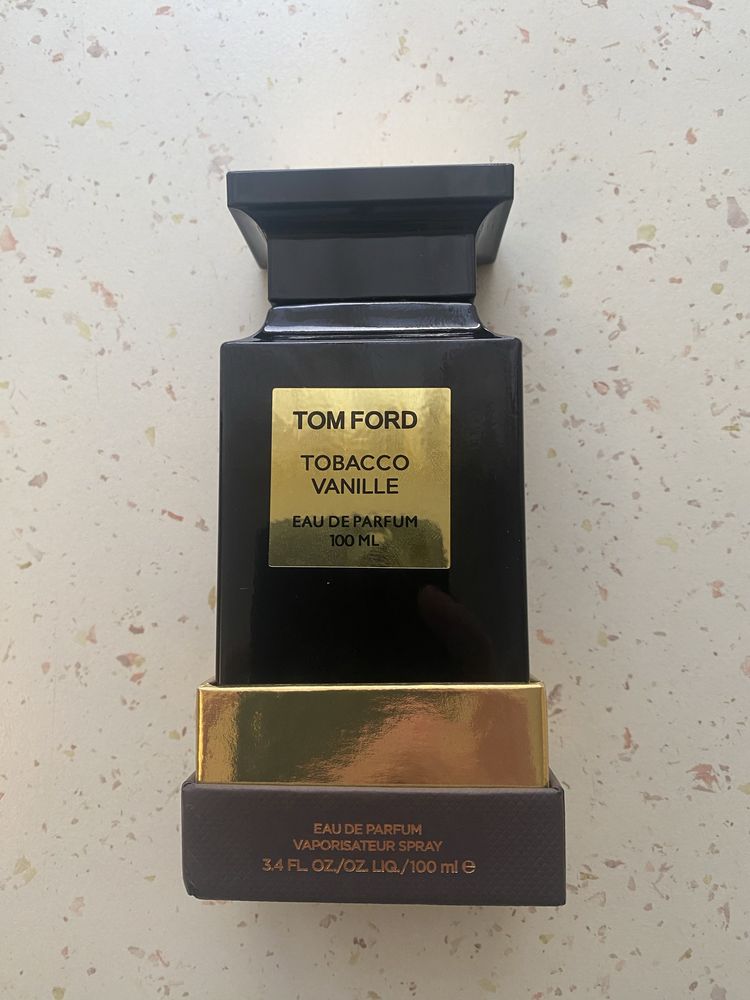 TOM FORD
TOBACCO
VANILLE
EAU DE PARFUM
100 ML
EAU DE PARFUM
VAPORISATEUR SPRAY
3.4 FL. OZ./OZ. LIQ./100 ml ℮